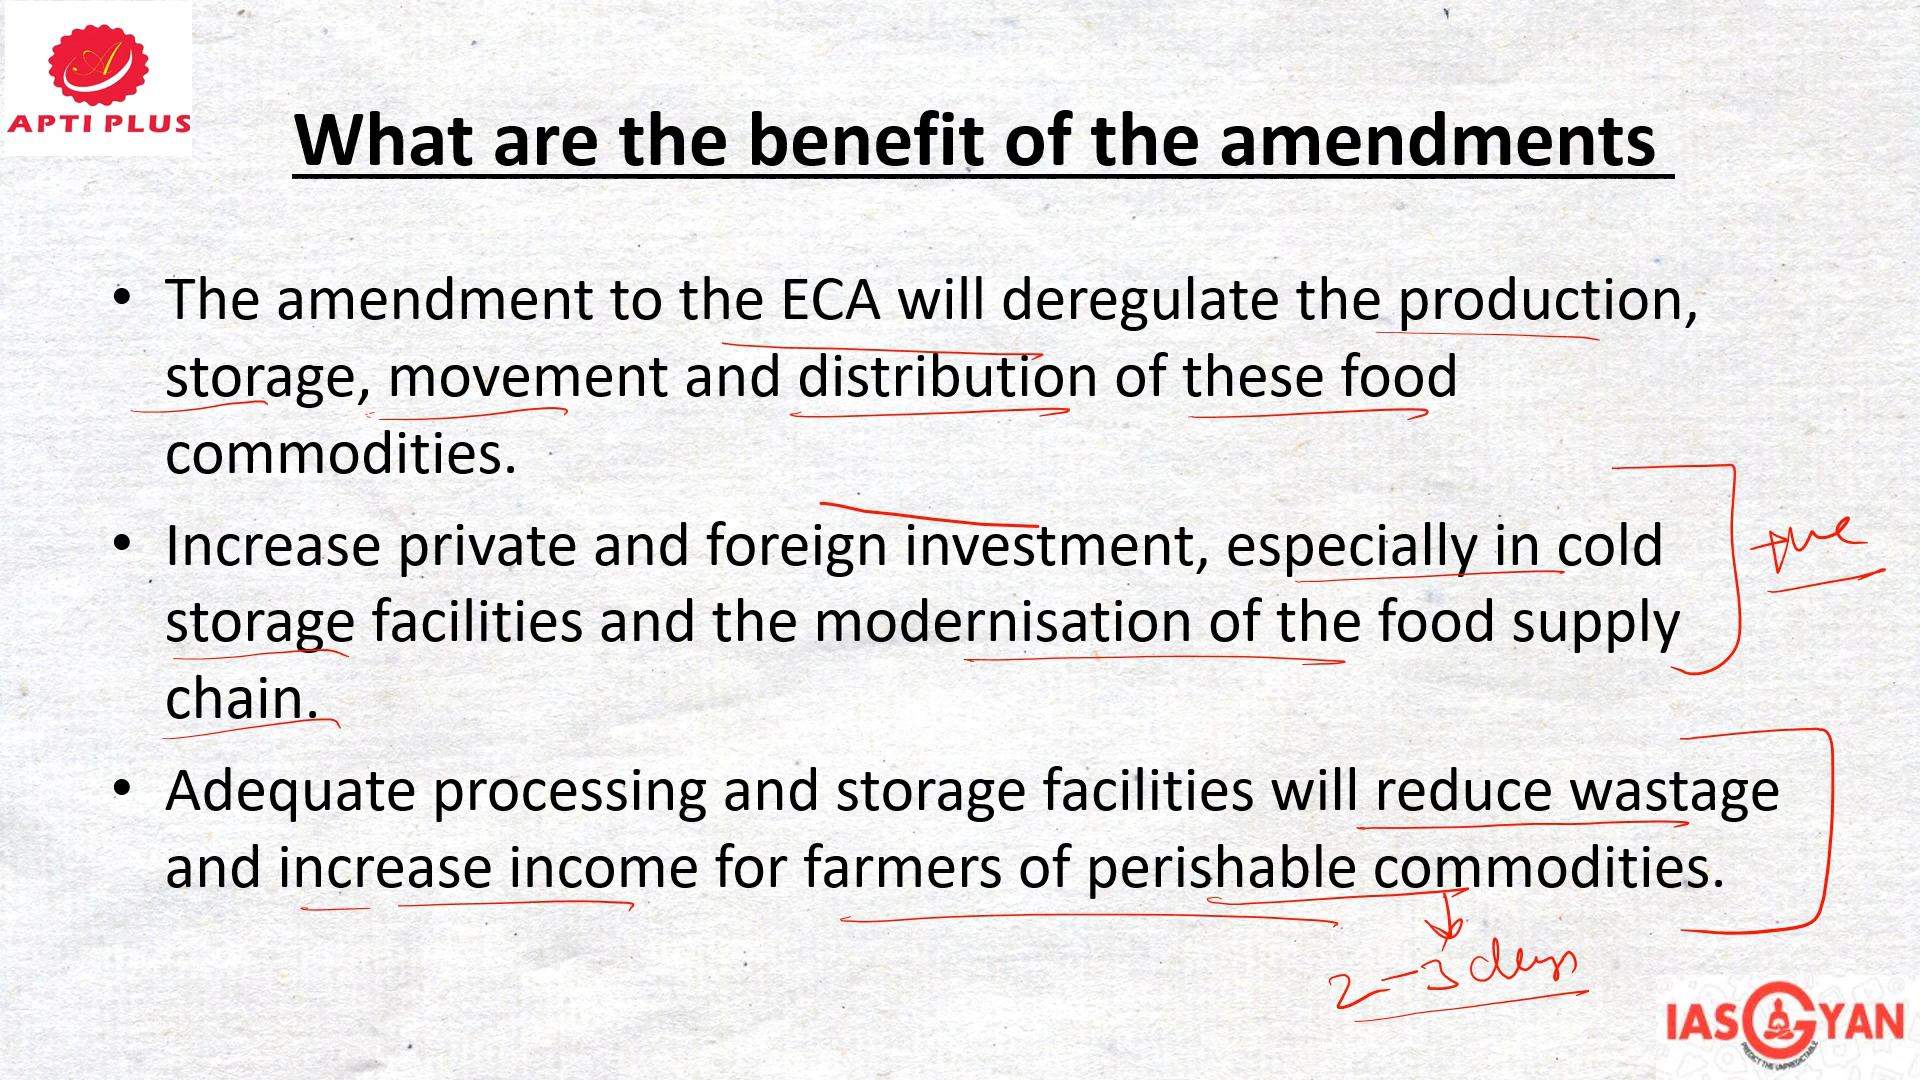 APTI PLUS
What are the benefit of the amendments
• The amendment to the ECA will deregulate the production,
storage, movement and distribution of these food
commodities.
• Increase private and foreign investment, especially in cold
storage facilities and the modernisation of the food supply
chain.
+ve
• Adequate processing and storage facilities will reduce wastage
and increase income for farmers of perishable commodities.
2-3 days
IASGYAN
PREDICT THE UNPREDICTABLE